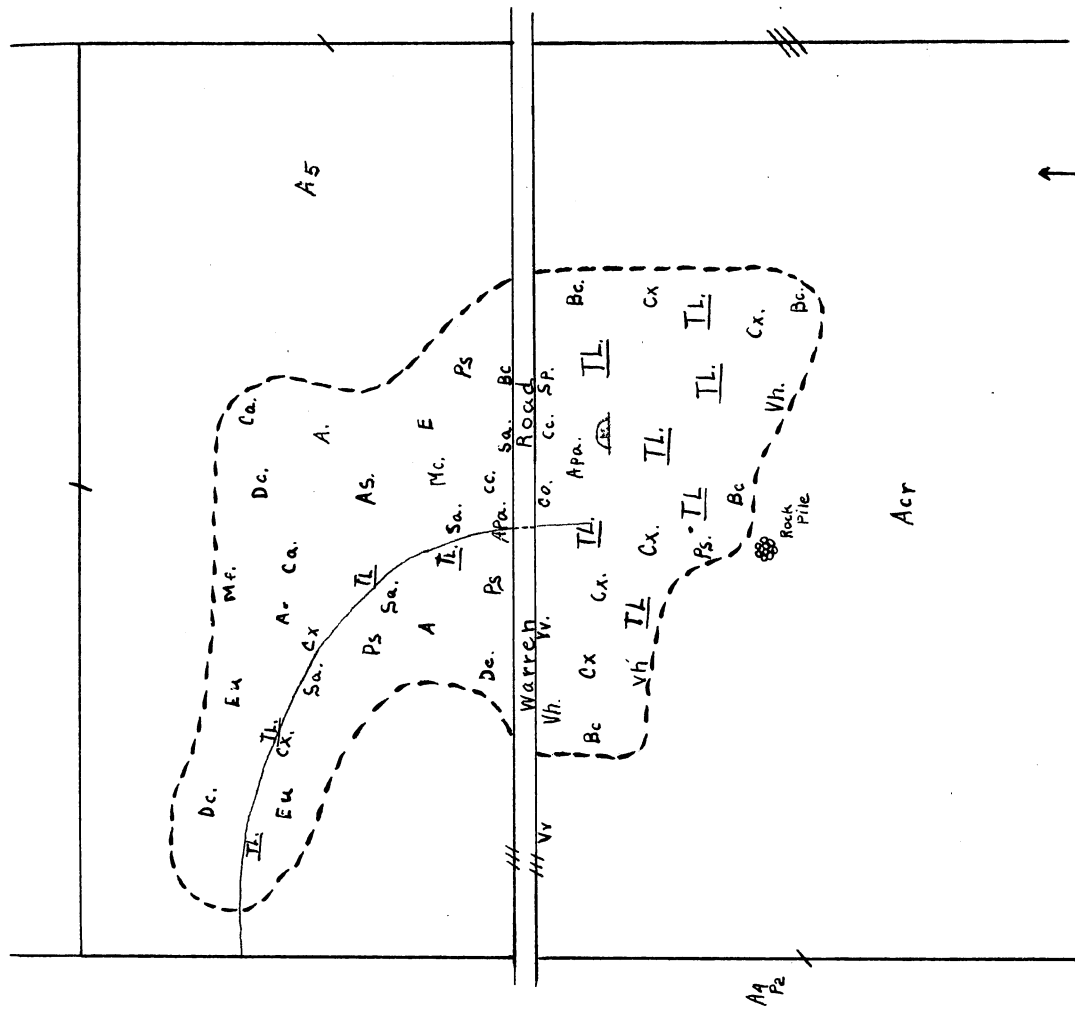 A5
Ps
Bc
Ca.
A.
E
Sa.
Dc.
As.
Mc.
cc.
Sa.
Apa.
Mf.
Ca.
A.
TL
TL.
Sa.
Ps
Cx
Ps
A
Eu
Sa.
Dc.
TL.
Cx.
Dc.
Eu
TL.
Warren Road
Bc.
Cx
TL.
Cx.
Bc.
Sp.
TL.
TL.
Vh.
Cc.
Apa.
TL.
Co.
TL.
Cx.
TL
Ps.
Bc
Rock
Pile
Acr
Vv.
Cx.
TL
Vh.
Cx
Vh
Bc
Vv
A4
P2